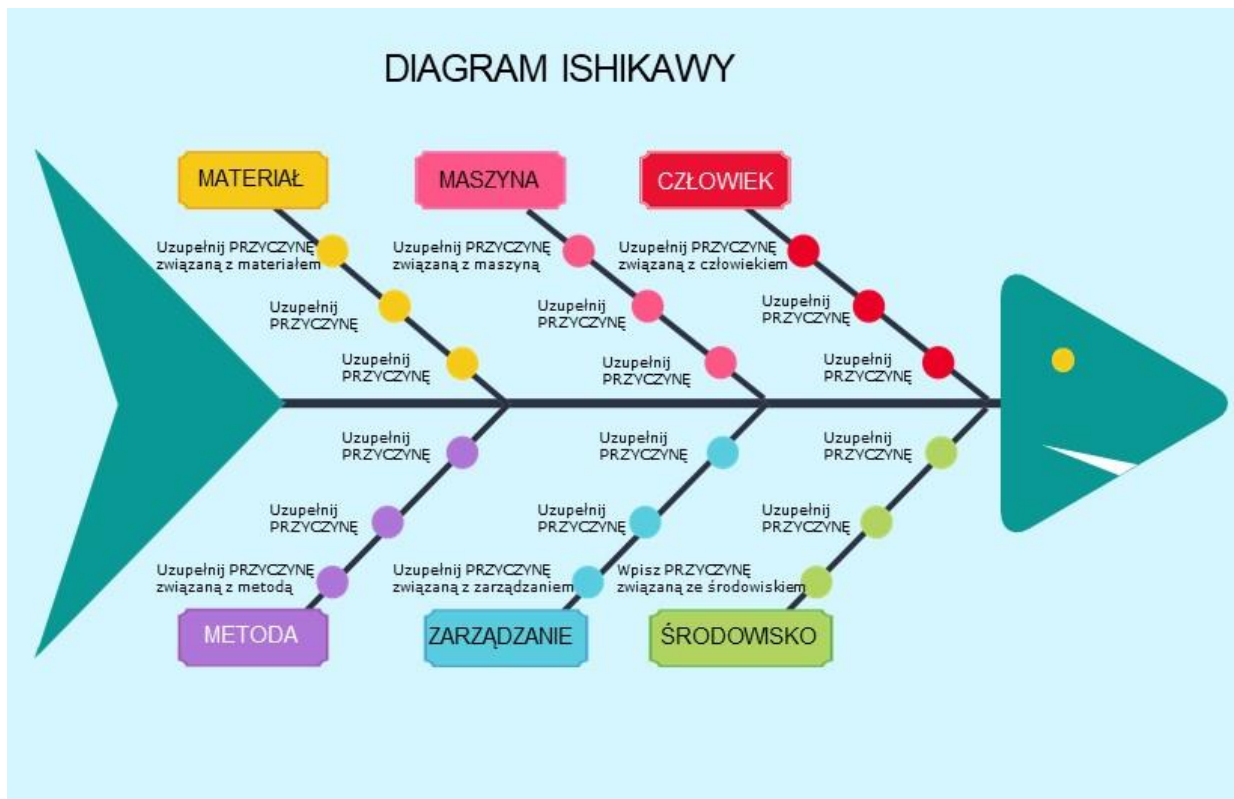 DIAGRAM ISHIKAWY
MATERIAŁ
MASZYNA
CZŁOWIEK
Uzupełnij PRZYCZYNĘ
związaną z materiałem
Uzupełnij PRZYCZYNĘ
związaną z maszyną
Uzupełnij PRZYCZYNĘ
związaną z człowiekiem
Uzupełnij
PRZYCZYNĘ
Uzupełnij
PRZYCZYNĘ
Uzupełnij
PRZYCZYNĘ
Uzupełnij
PRZYCZYNĘ
Uzupełnij
PRZYCZYNĘ
Uzupełnij
PRZYCZYNĘ
Uzupełnij
PRZYCZYNĘ
Uzupełnij
PRZYCZYNĘ
Uzupełnij
PRZYCZYNĘ
Uzupełnij
PRZYCZYNĘ
Uzupełnij
PRZYCZYNĘ
Uzupełnij
PRZYCZYNĘ
Uzupełnij PRZYCZYNĘ
związaną z metodą
Uzupełnij PRZYCZYNĘ
związaną z zarządzaniem
Wpisz PRZYCZYNĘ
związaną ze środowiskiem
METODA
ZARZĄDZANIE
ŚRODOWISKO